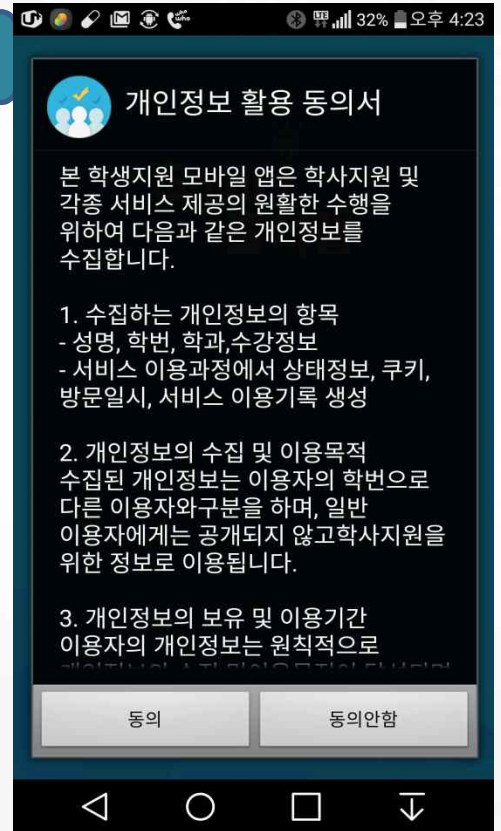 32% 오후 4:23
개인정보 활용 동의서
본 학생지원 모바일 앱은 학사지원 및
각종 서비스 제공의 원활한 수행을
위하여 다음과 같은 개인정보를
수집합니다.
1. 수집하는 개인정보의 항목
- 성명, 학번, 학과,수강정보
- 서비스 이용과정에서 상태정보, 쿠키,
방문일시, 서비스 이용기록 생성
2. 개인정보의 수집 및 이용목적
수집된 개인정보는 이용자의 학번으로
다른 이용자와구분을 하며, 일반
이용자에게는 공개되지 않고학사지원을
위한 정보로 이용됩니다.
3. 개인정보의 보유 및 이용기간
이용자의 개인정보는 원칙적으로
동의
동의안함